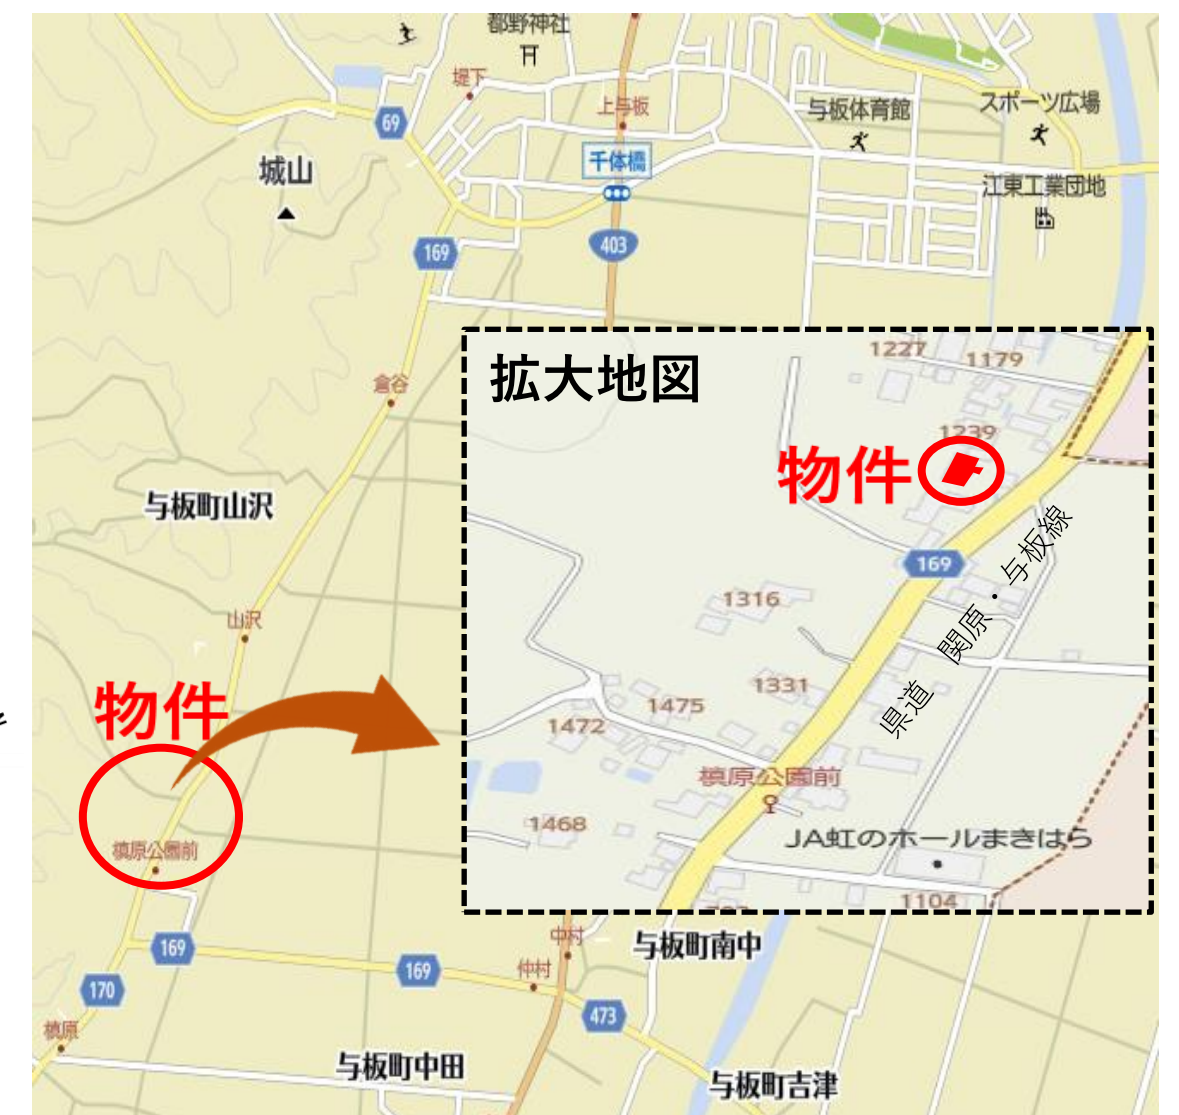 都野神社
堤下
上与板
与板体育館
スポーツ広場
69
城山
千体橋
江東工業団地
169
403
拡大地図
1227
1179
倉谷
1239
物件
与板町山沢
県道 関原・与板線
169
1316
山沢
物件
1331
1475
1472
槙原公園前
1468
JA虹のホールまきはら
槙原公園前
1104
169
中村
与板町南中
169
仲村
170
473
槙原
与板町中田
与板町吉津